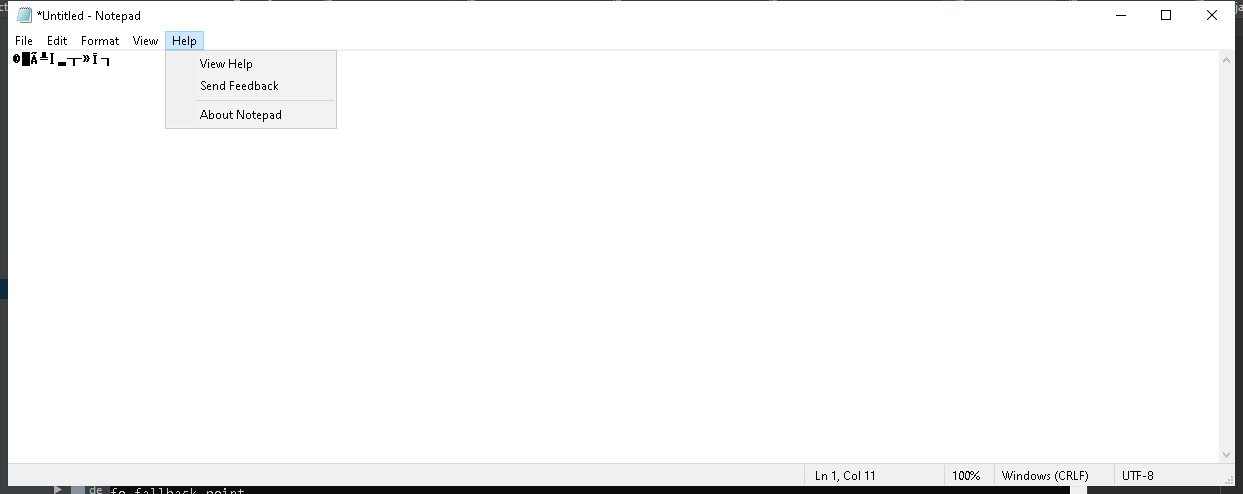 *Untitled - Notepad
File Edit Format View Help
View Help
Send Feedback
About Notepad
Ln 1, Col 11 100% Windows (CRLF) UTF-8
de fo fallback point